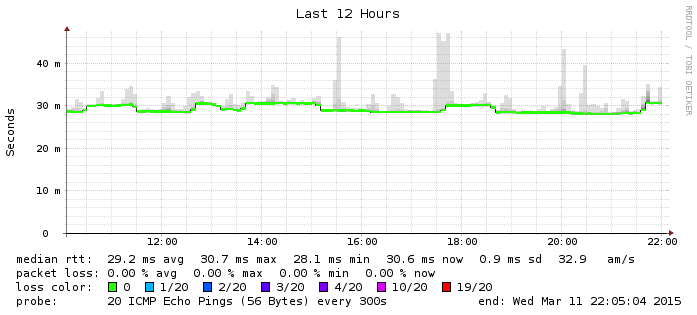 Last 12 Hours
RRDTOOL / TOBI OETIKER
Seconds
40 m
30 m
20 m
10 m
0
12:00 14:00 16:00 18:00 20:00 22:00
median rtt: 29.2 ms avg 30.7 ms max 28.1 ms min 30.6 ms now 0.9 ms sd 32.9 am/s
packet loss: 0.00 % avg 0.00 % max 0.00 % min 0.00 % now
loss color: 0 1/20 2/20 3/20 4/20 10/20 19/20
probe: 20 ICMP Echo Pings (56 Bytes) every 300s end: Wed Mar 11 22:05:04 2015